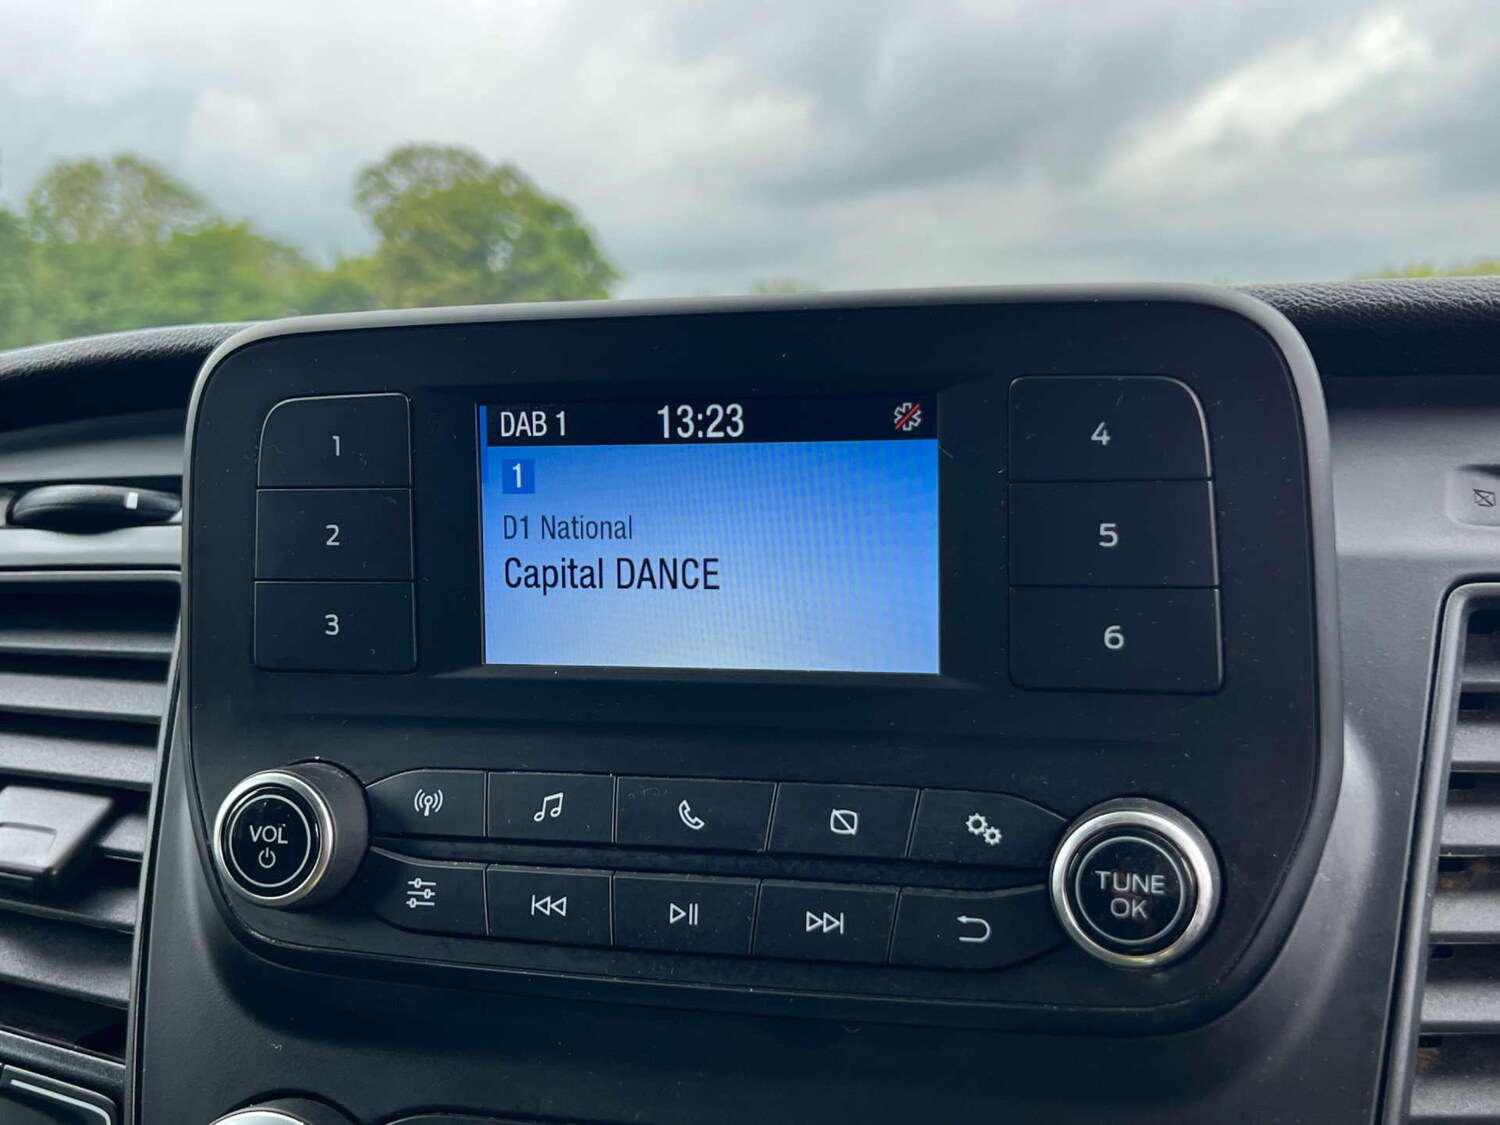 DAB 1 13:23
1
D1 National
Capital DANCE
1
2
3
4
5
6
VOL
TUNE
OK